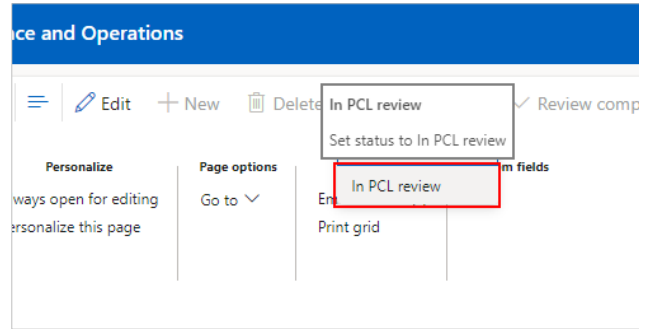 nce and Operations
Edit New Delete In PCL review Review comp
Set status to In PCL review
Personalize Page options m fields
ways open for editing Go to In PCL review
ersonalize this page Print grid